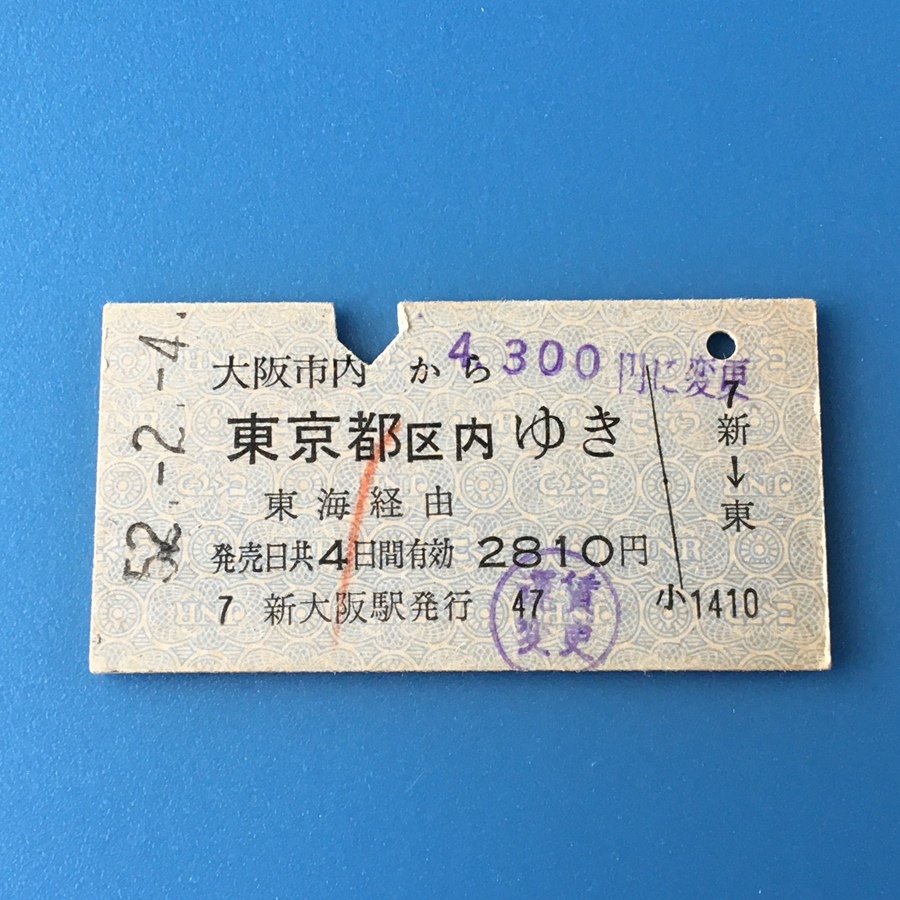 52.-2.-4.
大阪市内 から
4,300 円に変更
東京都区内ゆき
東海経由
発売日共4日間有効 2810円
7 新大阪駅発行 47
運賃
変更
7
新
↓
東
小1410